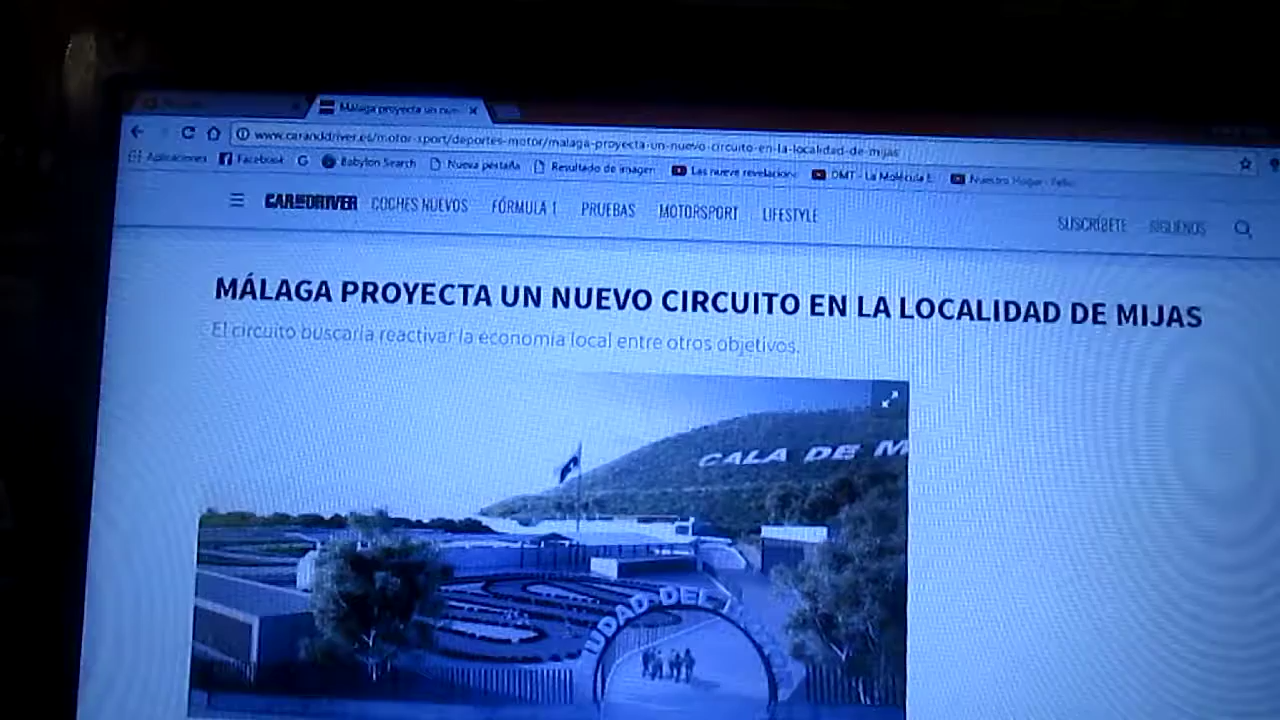 Málaga proyecta un nue
www.caranddriver.es/motor-sport/deportes-motor/malaga-proyecta-un-nuevo-circuito-en-la-localidad-de-mijas
Aplicaciones Facebook G Babylon Search Nueva pestaña Resultado de imagen Las nueve revelacion DMT - La Molécula E Nuestro Hogar -
CAR AND DRIVER COCHES NUEVOS FÓRMULA 1 PRUEBAS MOTORSPORT LIFESTYLE SUSCRÍBETE SÍGUENOS
MÁLAGA PROYECTA UN NUEVO CIRCUITO EN LA LOCALIDAD DE MIJAS
El circuito buscaría reactivar la economía local entre otros objetivos.
CALA DE M
IUDAD DEL